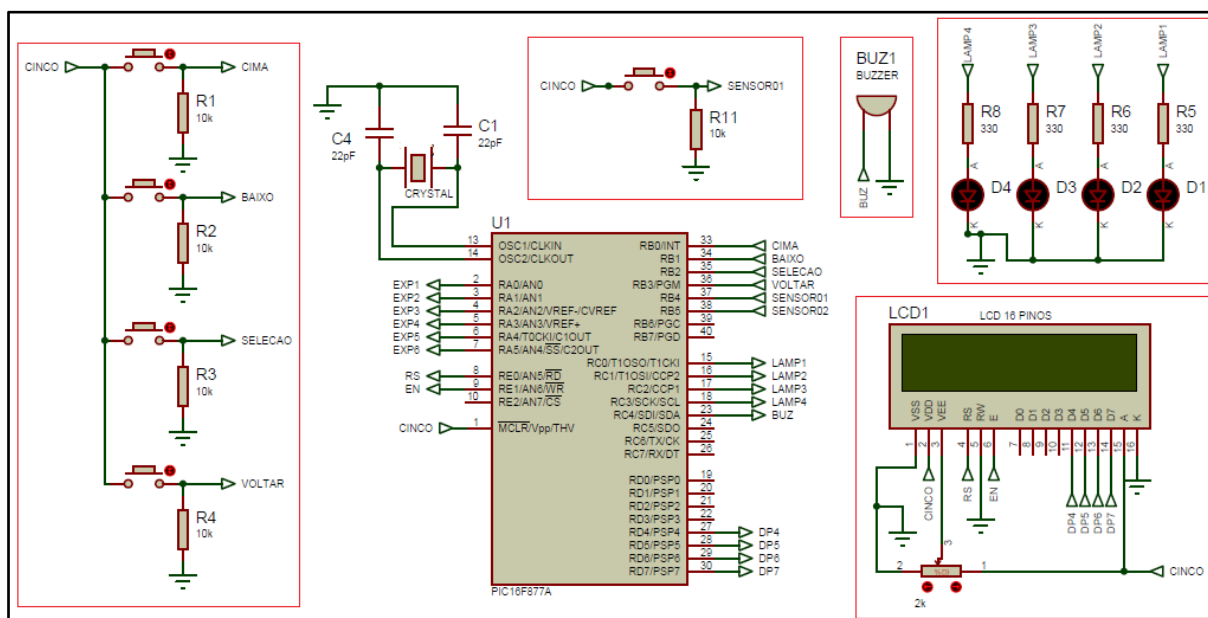 CINCO
CIMA
R1
10k
BAIXO
R2
10k
SELECAO
R3
10k
VOLTAR
R4
10k
C4
22pF
C1
22pF
CRYSTAL
CINCO
SENSOR01
R11
10k
BUZ1
BUZZER
BUZ
LAMP4
LAMP3
LAMP2
LAMP1
R8
330
R7
330
R6
330
R5
330
A
A
A
A
D4
D3
D2
D1
K
K
K
K
U1
13 OSC1/CLKIN
14 OSC2/CLKOUT
EXP1 2 RA0/AN0
EXP2 3 RA1/AN1
EXP3 4 RA2/AN2/VREF-/CVREF
EXP4 5 RA3/AN3/VREF+
EXP5 6 RA4/T0CKI/C1OUT
EXP6 7 RA5/AN4/SS/C2OUT
RS 8 RE0/AN5/RD
EN 9 RE1/AN6/WR
10 RE2/AN7/CS
CINCO 1 MCLR/Vpp/THV
RB0/INT 33 CIMA
RB1 34 BAIXO
RB2 35 SELECAO
RB3/PGM 36 VOLTAR
RB4 37 SENSOR01
RB5 38 SENSOR02
RB6/PGC 39
RB7/PGD 40
RC0/T1OSO/T1CKI 15 LAMP1
RC1/T1OSI/CCP2 16 LAMP2
RC2/CCP1 17 LAMP3
RC3/SCK/SCL 18 LAMP4
RC4/SDI/SDA 23 BUZ
RC5/SDO 24
RC6/TX/CK 25
RC7/RX/DT 26
RD0/PSP0 19
RD1/PSP1 20
RD2/PSP2 21
RD3/PSP3 22
RD4/PSP4 27 DP4
RD5/PSP5 28 DP5
RD6/PSP6 29 DP6
RD7/PSP7 30 DP7
PIC16F877A
LCD1
LCD 16 PINOS
VSS VDD VEE RS RW E D0 D1 D2 D3 D4 D5 D6 D7 A K
1 2 3 4 5 6 7 8 9 10 11 12 13 14 15 16
CINCO
RS
EN
DP4
DP5
DP6
DP7
3
2
1
CINCO
2k